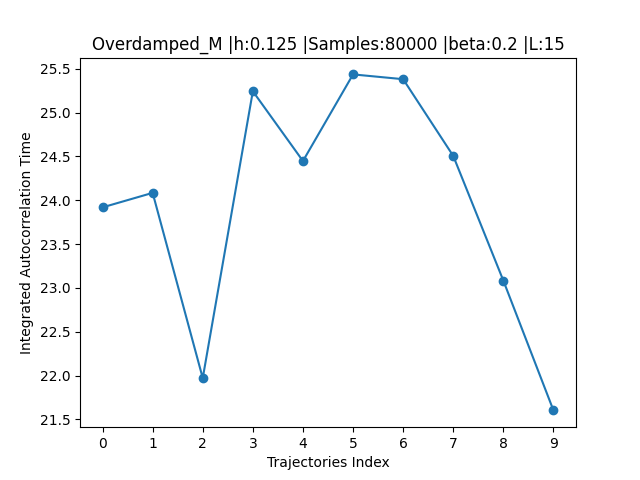 Overdamped_M |h:0.125 |Samples:80000 |beta:0.2 |L:15
Integrated Autocorrelation Time
25.5
25.0
24.5
24.0
23.5
23.0
22.5
22.0
21.5
0 1 2 3 4 5 6 7 8 9
Trajectories Index